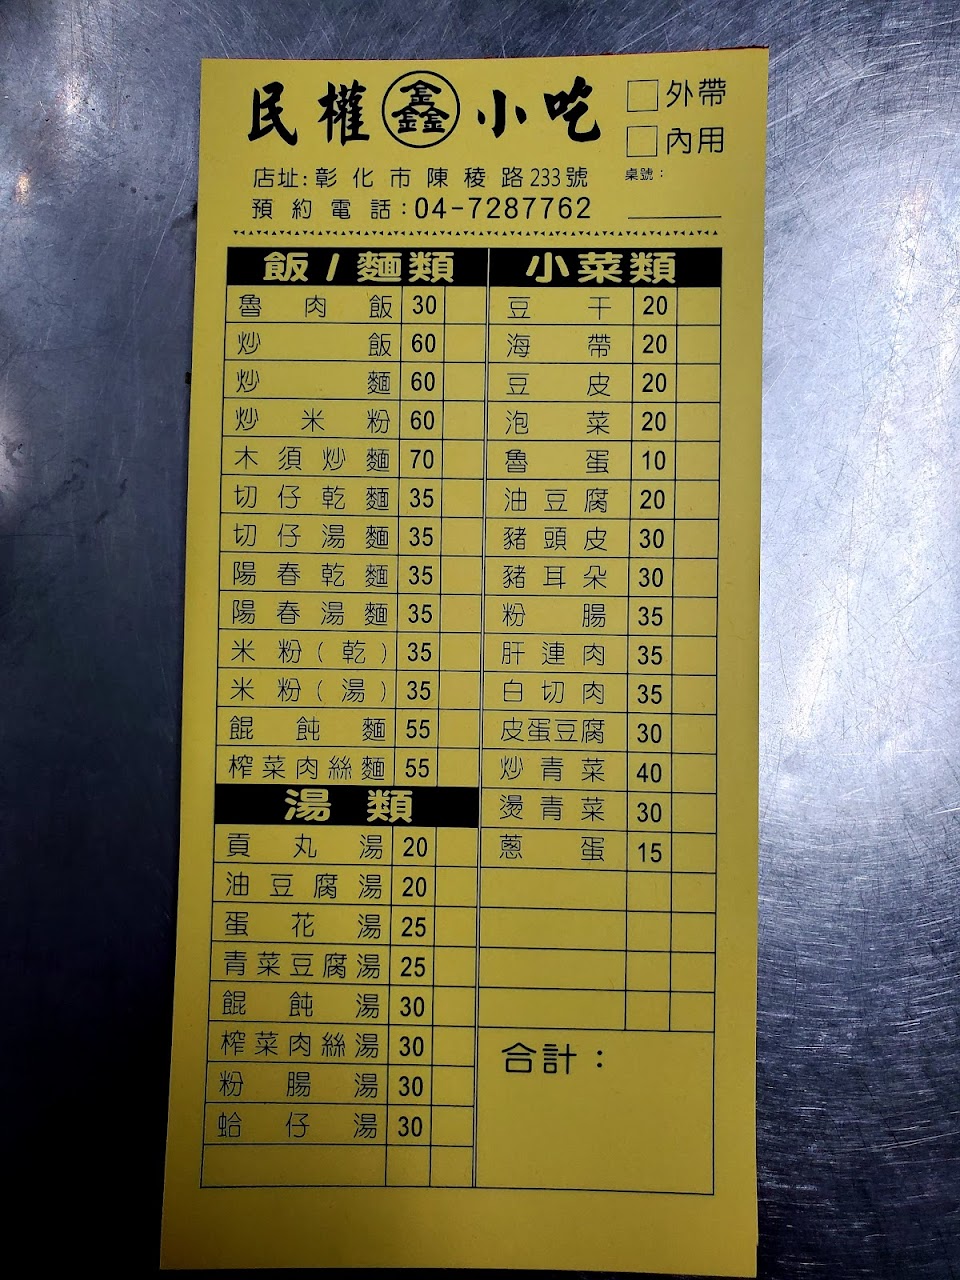 民權鑫小吃
外帶
內用
店址:彰化市陳稜路233號
桌號：
預約電話：04-7287762
飯/麵類
魯肉飯 30
炒飯 60
炒麵 60
炒米粉 60
木須炒麵 70
切仔乾麵 35
切仔湯麵 35
陽春乾麵 35
陽春湯麵 35
米粉(乾) 35
米粉(湯) 35
餛飩麵 55
榨菜肉絲麵 55
湯類
貢丸湯 20
油豆腐湯 20
蛋花湯 25
青菜豆腐湯 25
餛飩湯 30
榨菜肉絲湯 30
粉腸湯 30
蛤仔湯 30
小菜類
豆干 20
海帶 20
豆皮 20
泡菜 20
魯蛋 10
油豆腐 20
豬頭皮 30
豬耳朵 30
粉腸 35
肝連肉 35
白切肉 35
皮蛋豆腐 30
炒青菜 40
燙青菜 30
蔥蛋 15
合計：